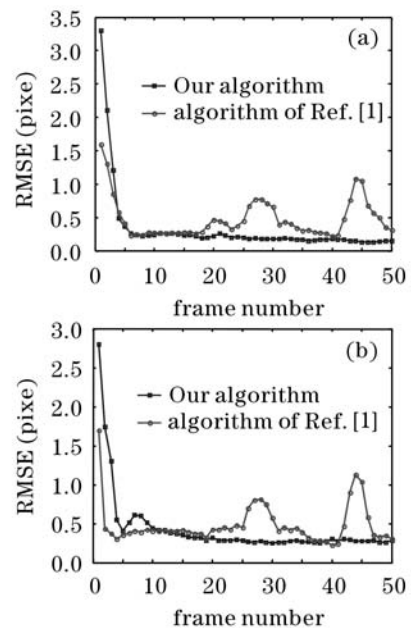 (a)
3.5
3.0
2.5
2.0
1.5
1.0
0.5
0.0
RMSE (pixe)
Our algorithm
algorithm of Ref. [1]
0 10 20 30 40 50
frame number
(b)
3.0
2.5
2.0
1.5
1.0
0.5
0.0
RMSE (pixe)
Our algorithm
algorithm of Ref. [1]
0 10 20 30 40 50
frame number